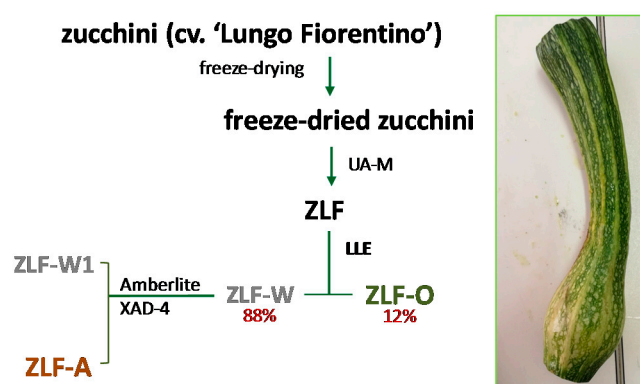 zucchini (cv. ‘Lungo Fiorentino’)
freeze-drying
freeze-dried zucchini
UA-M
ZLF
LLE
ZLF-W1
Amberlite
XAD-4
ZLF-W
88%
ZLF-O
12%
ZLF-A